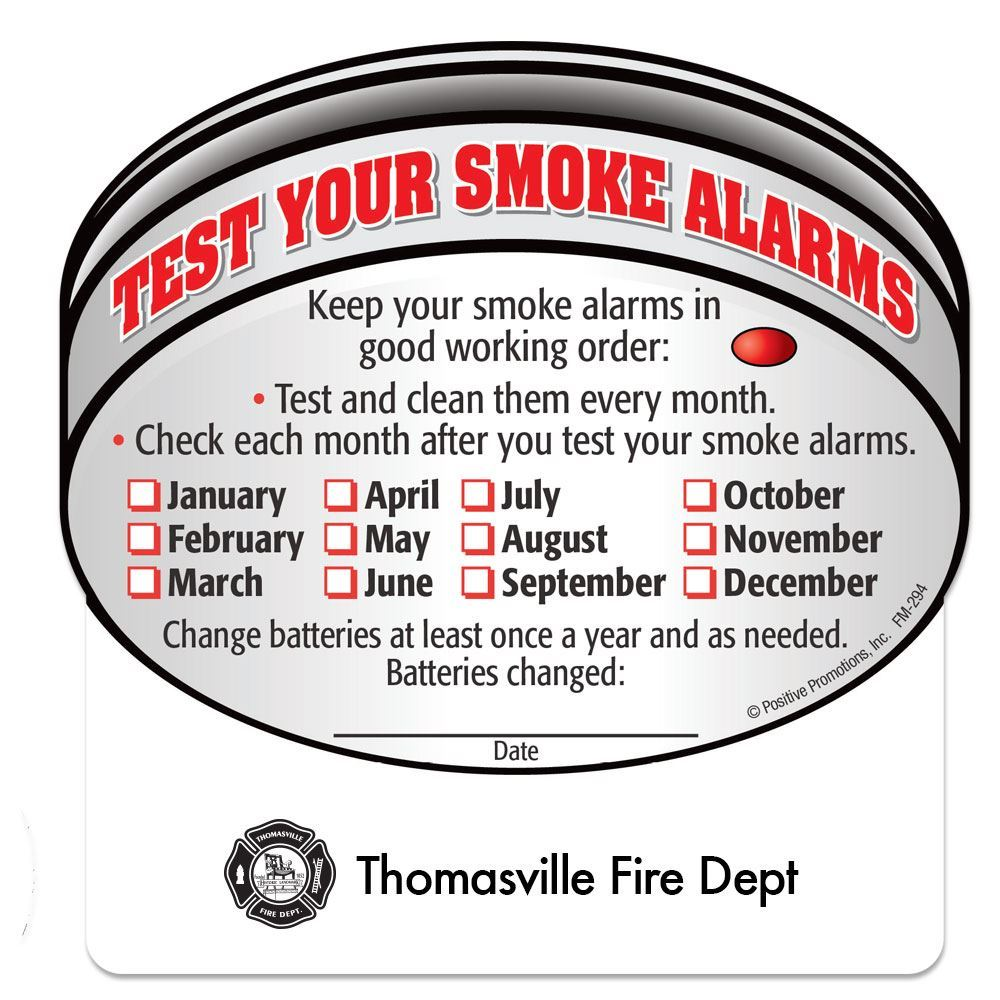 TEST YOUR SMOKE ALARMS
Keep your smoke alarms in
good working order:
• Test and clean them every month.
• Check each month after you test your smoke alarms.
January April July October
February May August November
March June September December
Change batteries at least once a year and as needed.
Batteries changed:
Date
© Positive Promotions, Inc. FM-294
THOMASVILLE
FIRE DEPT.
Thomasville Fire Dept